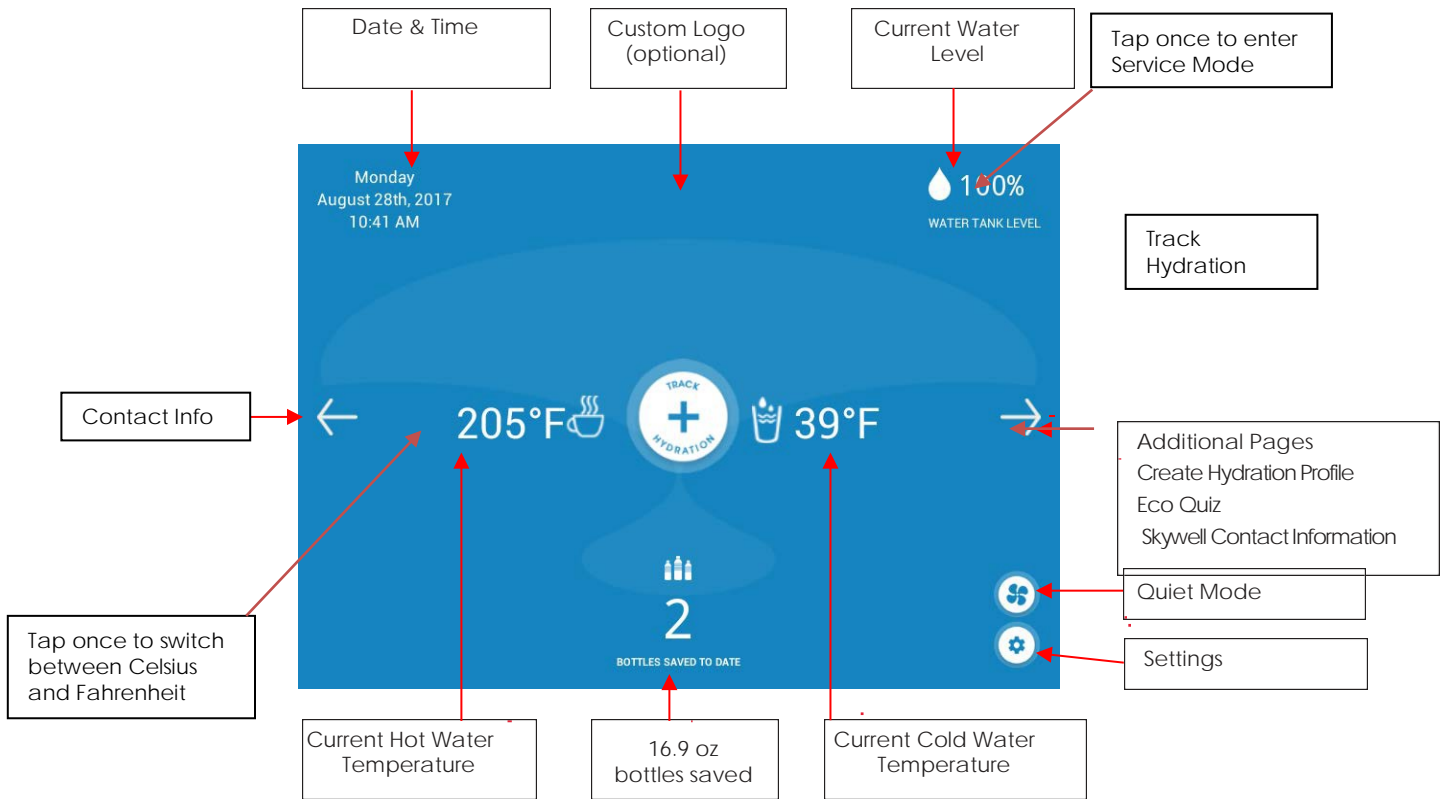 Date & Time
Custom Logo
(optional)
Current Water
Level
Tap once to enter
Service Mode
Monday
August 28th, 2017
10:41 AM
100%
WATER TANK LEVEL
Track
Hydration
Contact Info
205°F
TRACK
HYDRATION
39°F
Additional Pages
Create Hydration Profile
Eco Quiz
Skywell Contact Information
Quiet Mode
Tap once to switch
between Celsius
and Fahrenheit
2
BOTTLES SAVED TO DATE
Settings
Current Hot Water
Temperature
16.9 oz
bottles saved
Current Cold Water
Temperature